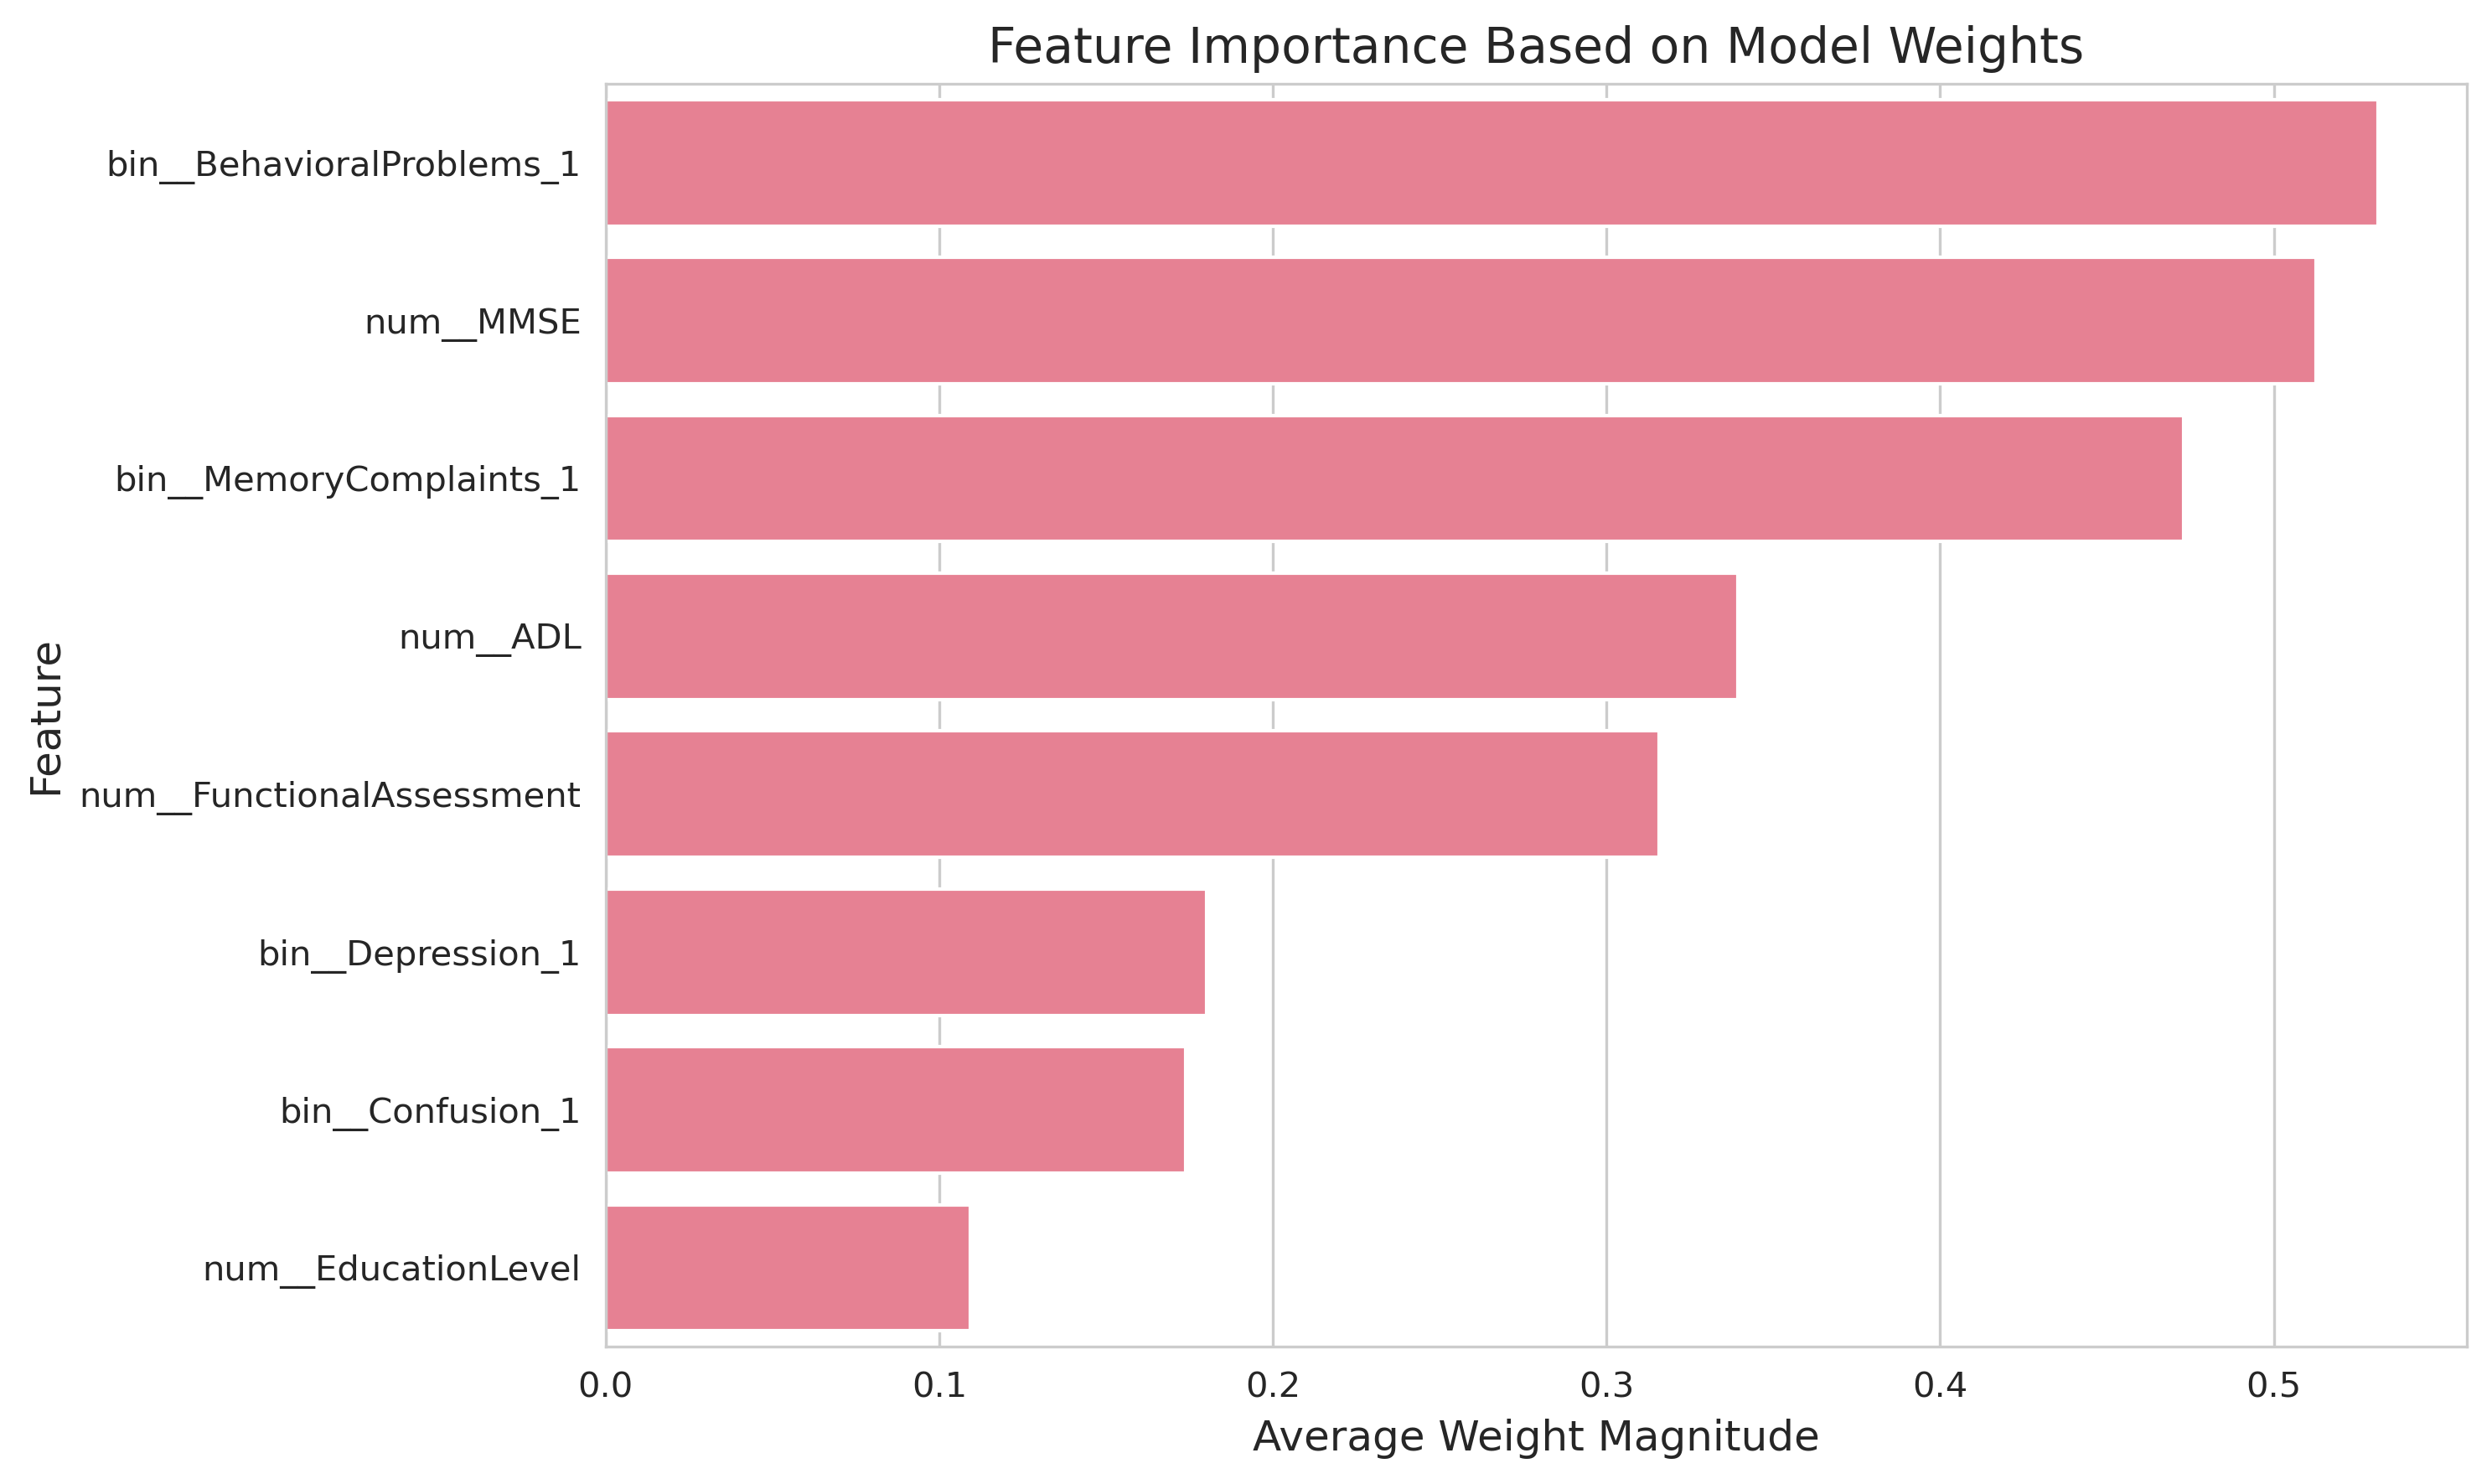 Feature Importance Based on Model Weights
Feature
bin__BehavioralProblems_1
num__MMSE
bin__MemoryComplaints_1
num__ADL
num__FunctionalAssessment
bin__Depression_1
bin__Confusion_1
num__EducationLevel
0.0 0.1 0.2 0.3 0.4 0.5
Average Weight Magnitude